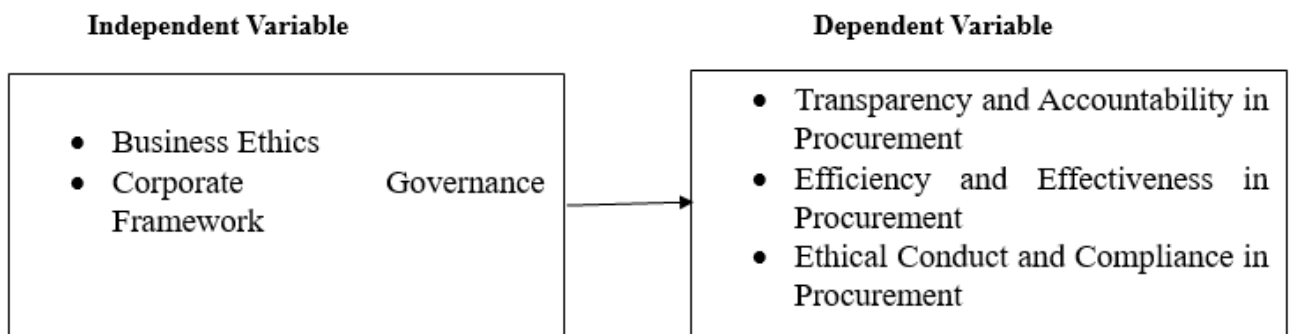 Independent Variable
Dependent Variable
• Business Ethics
• Corporate Governance
Framework
• Transparency and Accountability in
Procurement
• Efficiency and Effectiveness in
Procurement
• Ethical Conduct and Compliance in
Procurement